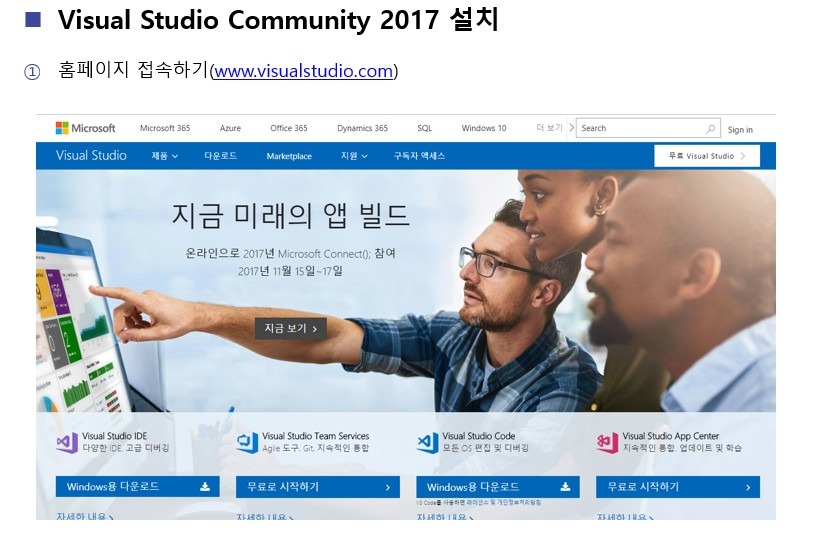 Visual Studio Community 2017 설치
① 홈페이지 접속하기(www.visualstudio.com)
Microsoft Microsoft 365 Azure Office 365 Dynamics 365 SQL Windows 10 더 보기 Search Sign in
Visual Studio 제품 다운로드 Marketplace 지원 구독자 액세스 무료 Visual Studio
지금 미래의 앱 빌드
온라인으로 2017년 Microsoft Connect(); 참여
2017년 11월 15일~17일
지금 보기
Visual Studio IDE
다양한 IDE, 고급 디버깅
Windows용 다운로드
자세한 내용
Visual Studio Team Services
Agile 도구, Git, 지속적인 통합
무료로 시작하기
자세한 내용
Visual Studio Code
모든 OS 편집 및 디버깅
Windows용 다운로드
VS Code를 사용하면 라이선스 및 개인정보처리방침
자세한 내용
Visual Studio App Center
지속적인 통합, 업데이트 및 학습
무료로 시작하기
자세한 내용